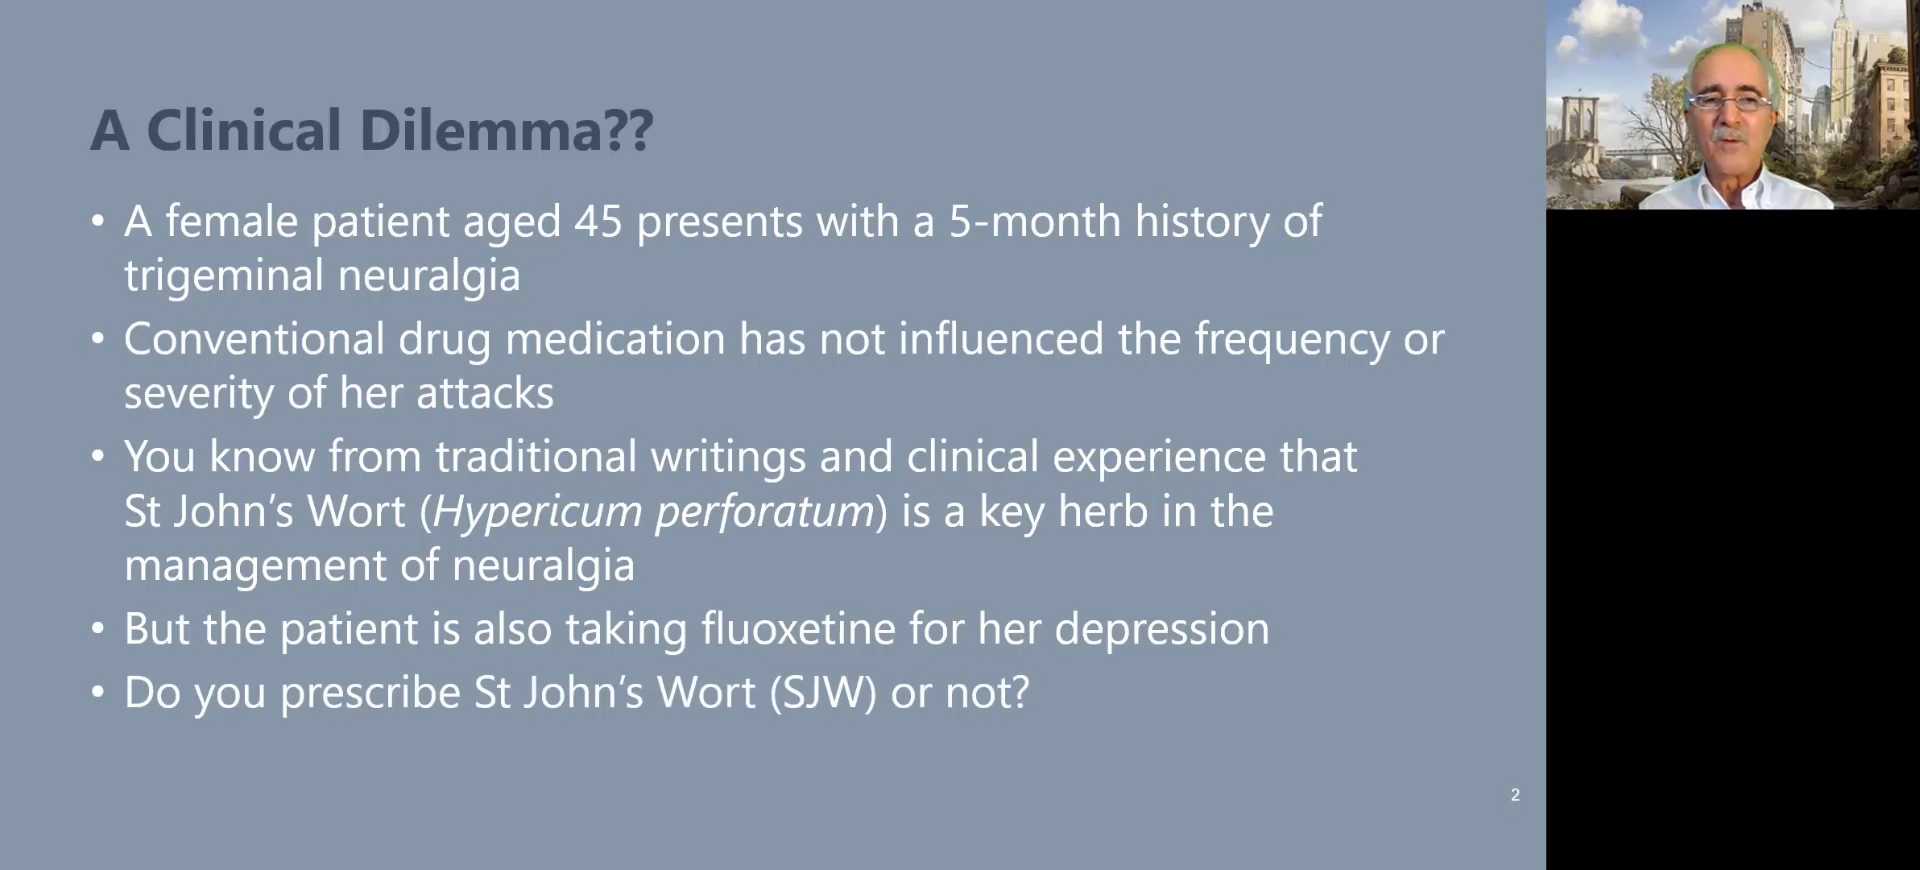 A Clinical Dilemma??
• A female patient aged 45 presents with a 5-month history of
trigeminal neuralgia
• Conventional drug medication has not influenced the frequency or
severity of her attacks
• You know from traditional writings and clinical experience that
St John’s Wort (Hypericum perforatum) is a key herb in the
management of neuralgia
• But the patient is also taking fluoxetine for her depression
• Do you prescribe St John’s Wort (SJW) or not?
2